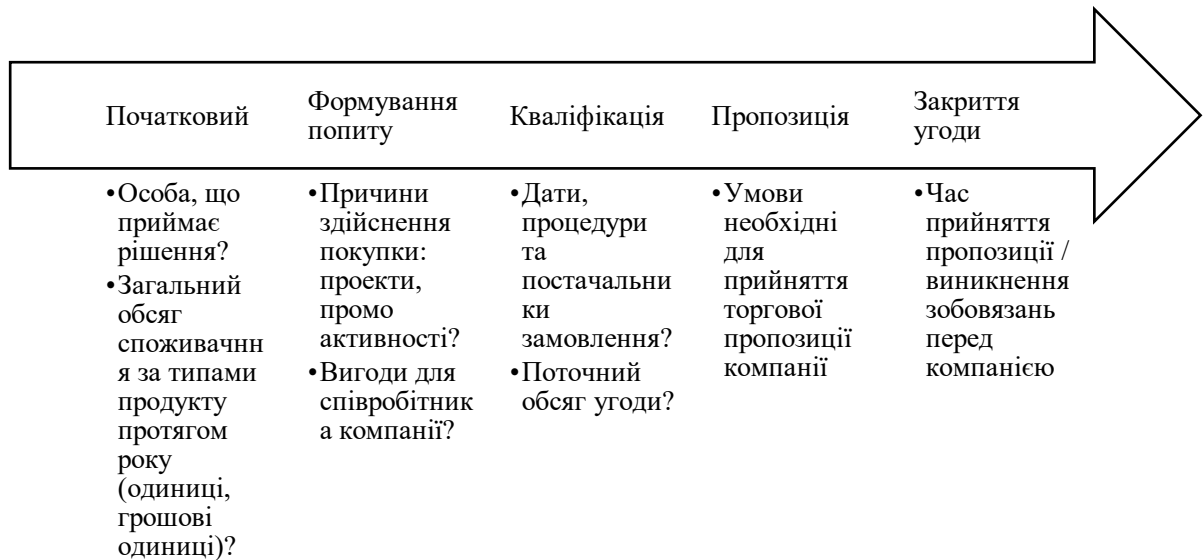 Початковий
Формування
попиту
Кваліфікація
Пропозиція
Закриття
угоди
•Особа, що
приймає
рішення?
•Загальний
обсяг
споживачнн
я за типами
продукту
протягом
року
(одиниці,
грошові
одиниці)?
•Причини
здійснення
покупки:
проекти,
промо
активності?
•Вигоди для
співробітник
а компанії?
•Дати,
процедури
та
постачальни
ки
замовлення?
•Поточний
обсяг угоди?
•Умови
необхідні
для
прийняття
торгової
пропозиції
компанії
•Час
прийняття
пропозиції /
виникнення
зобовязань
перед
компанією